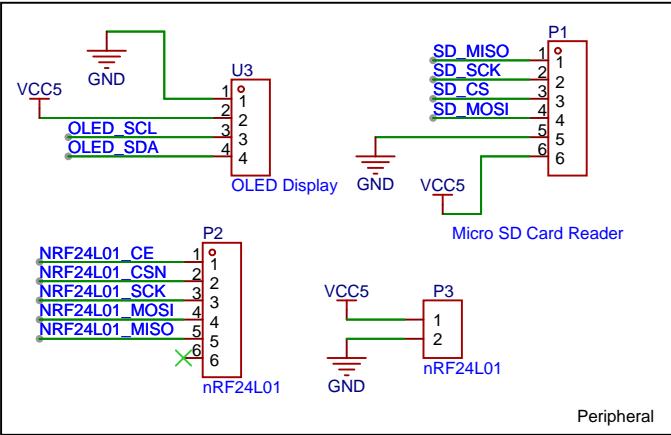 GND
VCC5
OLED_SCL
OLED_SDA
U3
1 1
2 2
3 3
4 4
OLED Display
P1
SD_MISO 1 1
SD_SCK 2 2
SD_CS 3 3
SD_MOSI 4 4
5 5
6 6
GND
VCC5
Micro SD Card Reader
P2
NRF24L01_CE 1 1
NRF24L01_CSN 2 2
NRF24L01_SCK 3 3
NRF24L01_MOSI 4 4
NRF24L01_MISO 5 5
6 6
nRF24L01
VCC5
P3
1
2
GND
nRF24L01
Peripheral